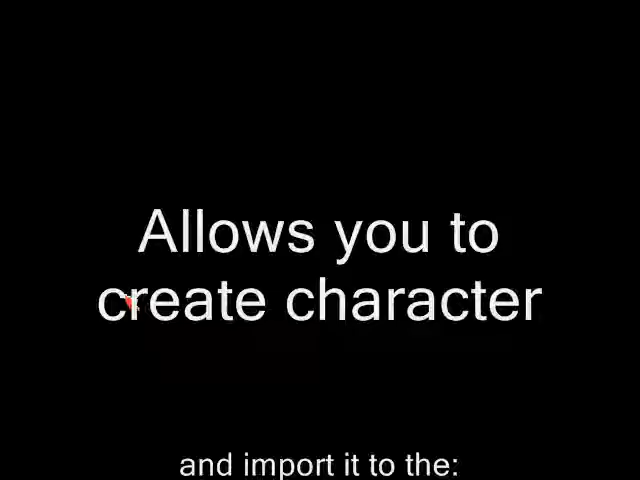 Allows you to
create character
and import it to the: